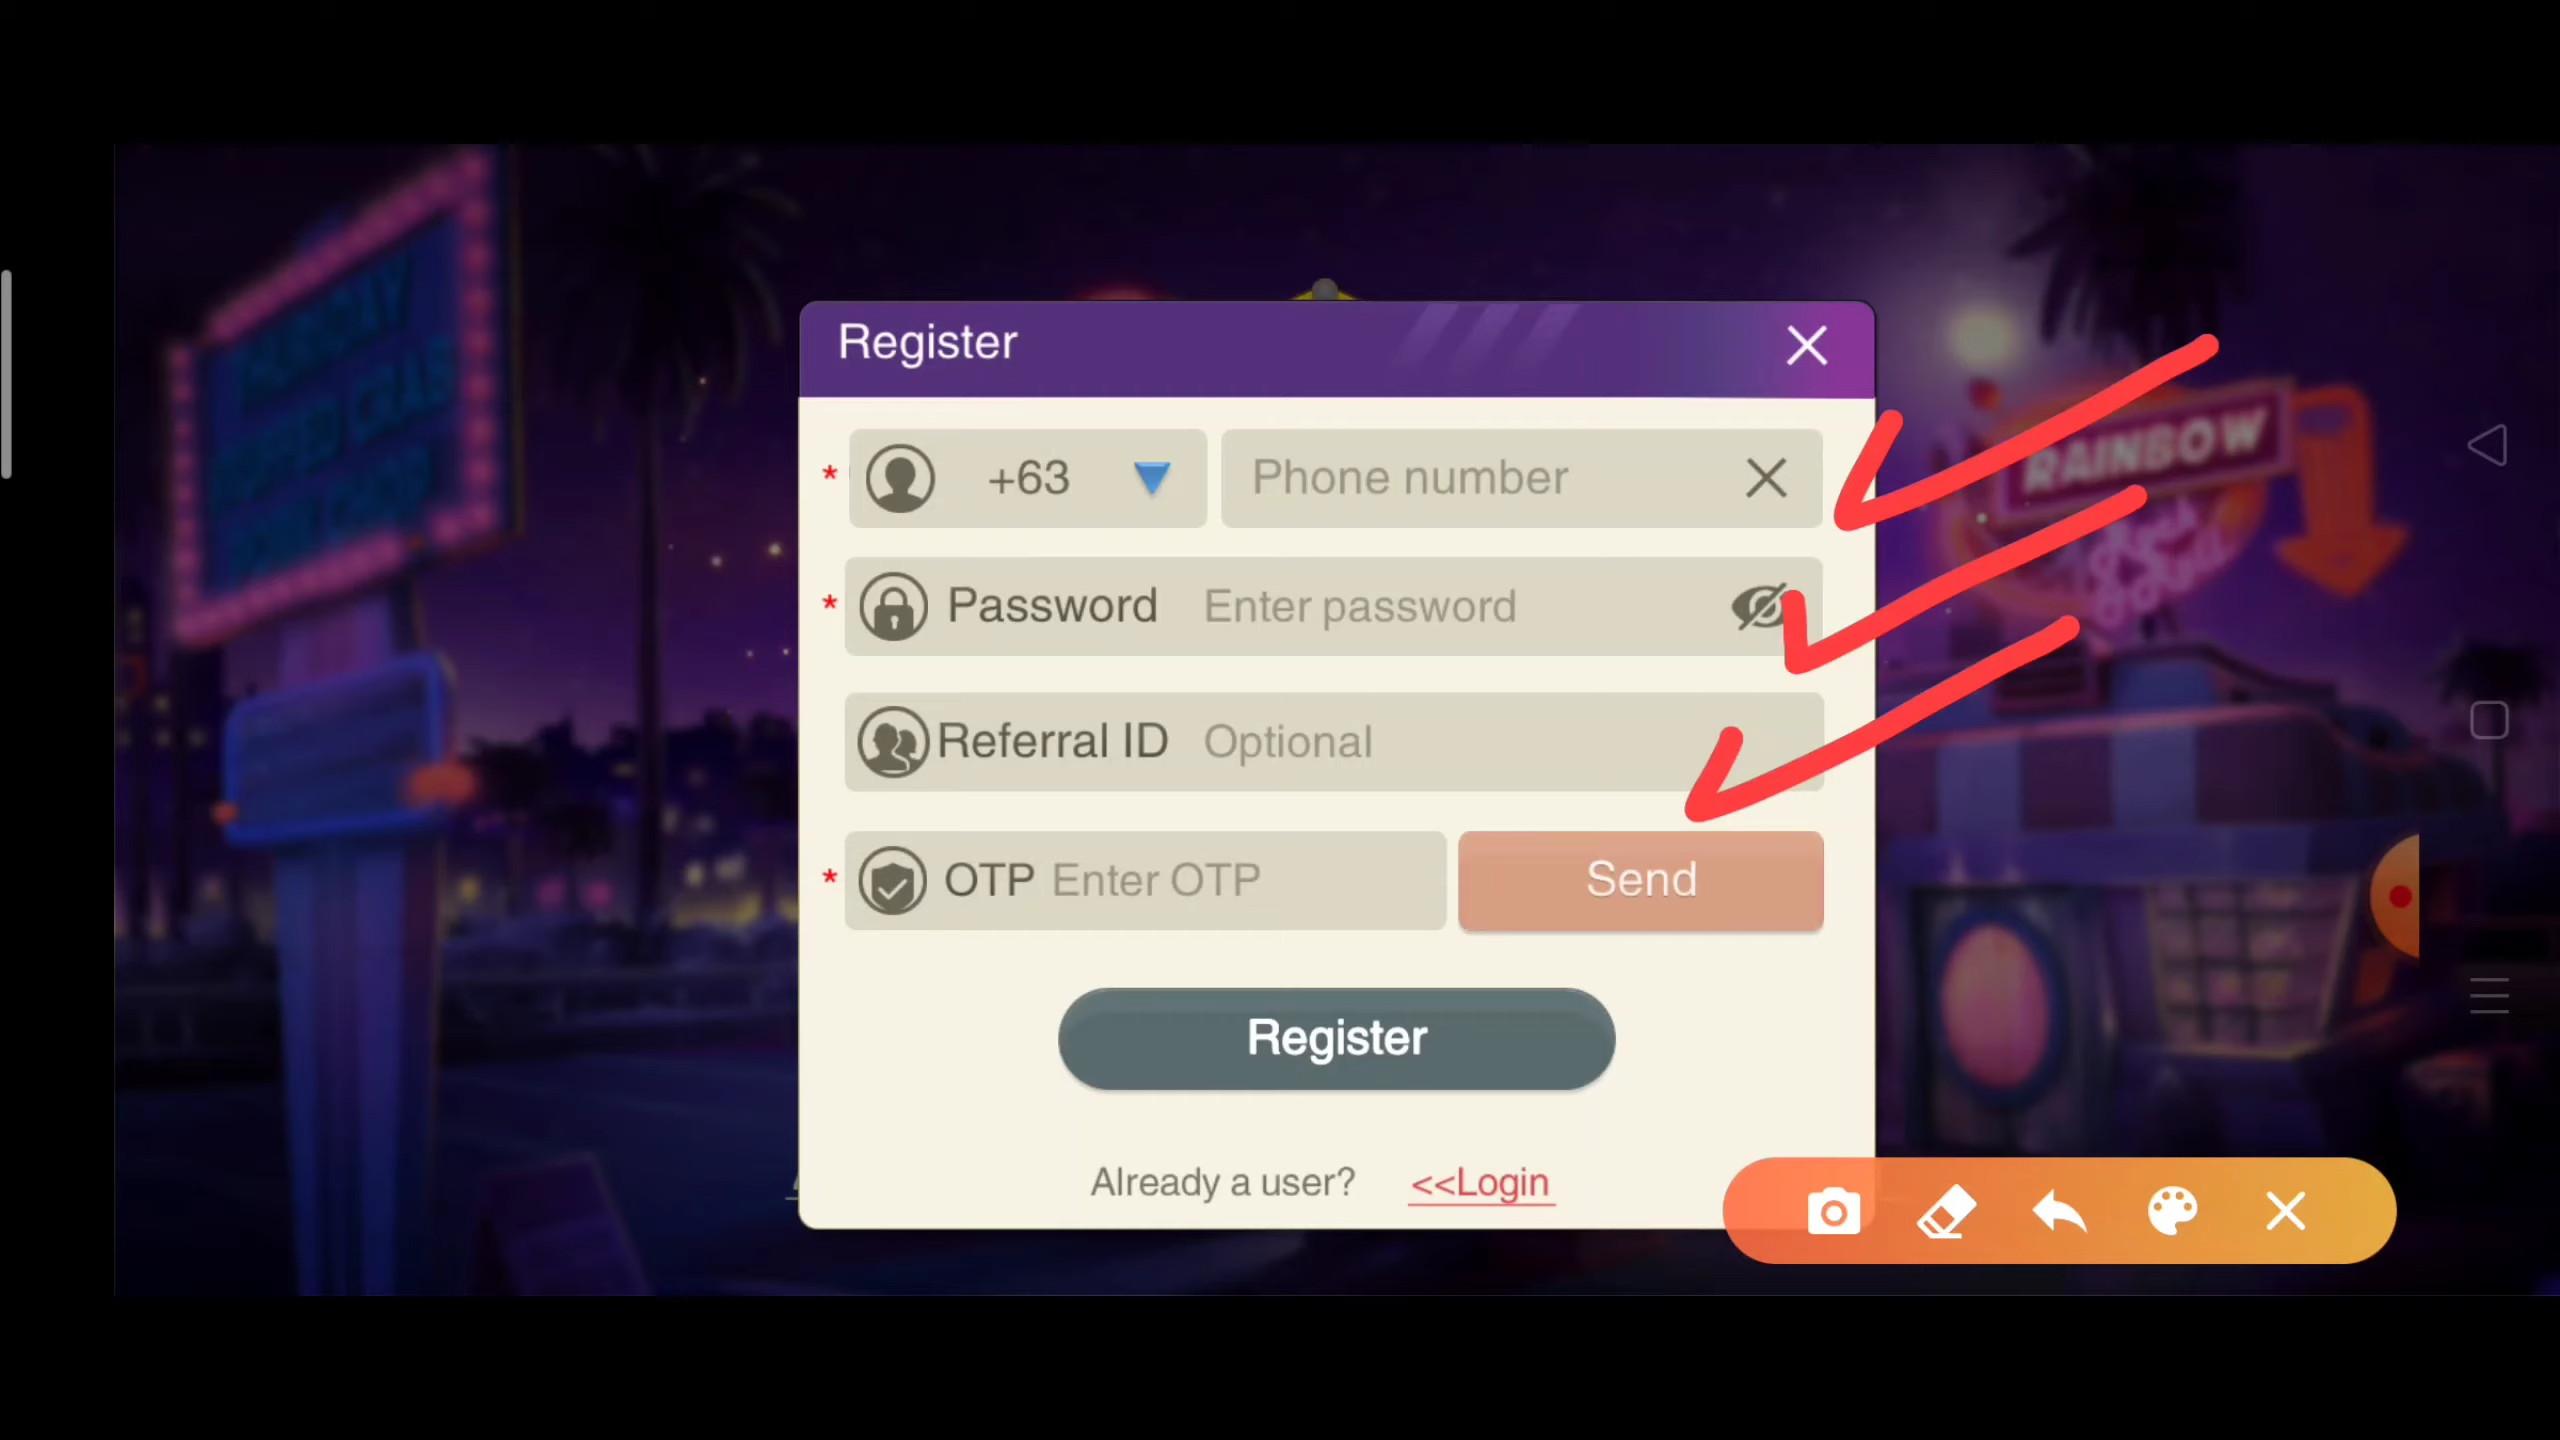 Register
* +63 Phone number
* Password Enter password
Referral ID Optional
* OTP Enter OTP Send
Register
Already a user? <<Login
RAINBOW